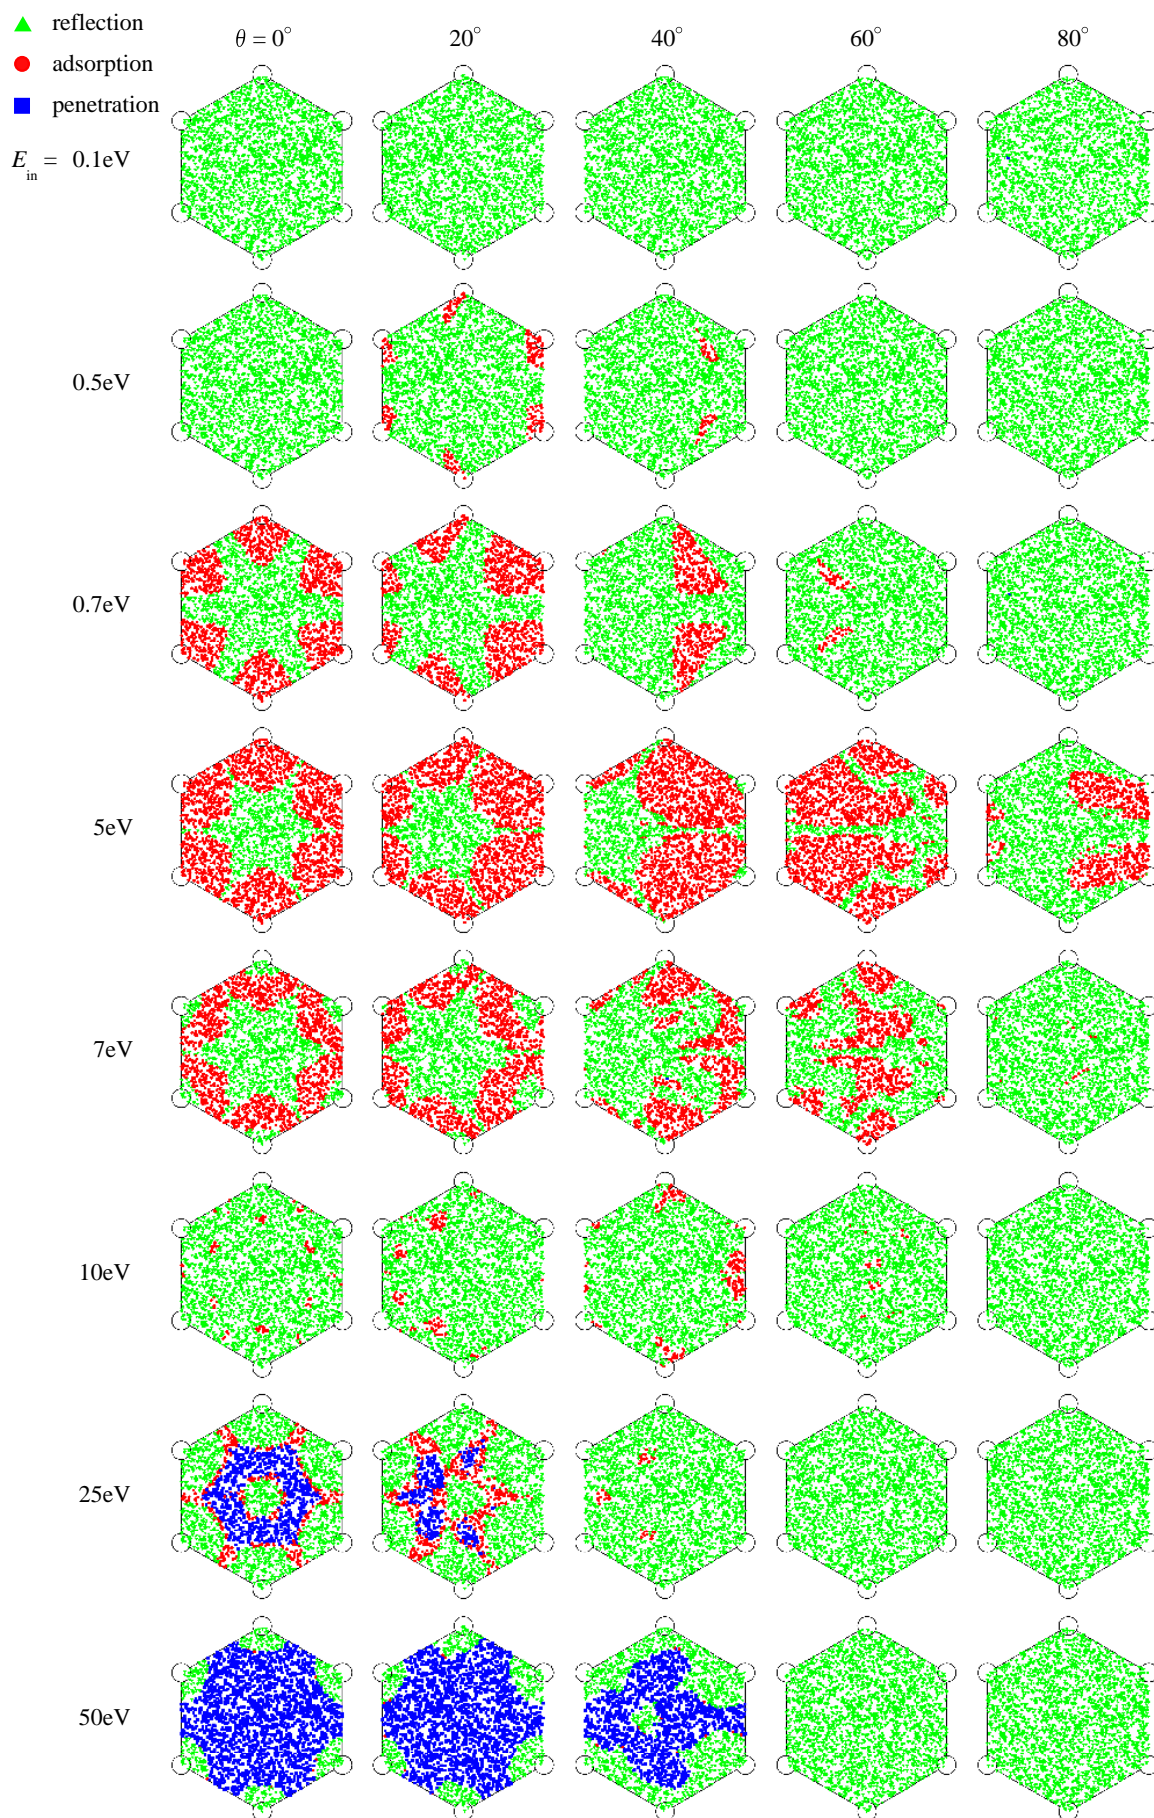 reflection
θ = 0° 20° 40° 60° 80°
adsorption
penetration
E_in = 0.1eV
0.5eV
0.7eV
5eV
7eV
10eV
25eV
50eV